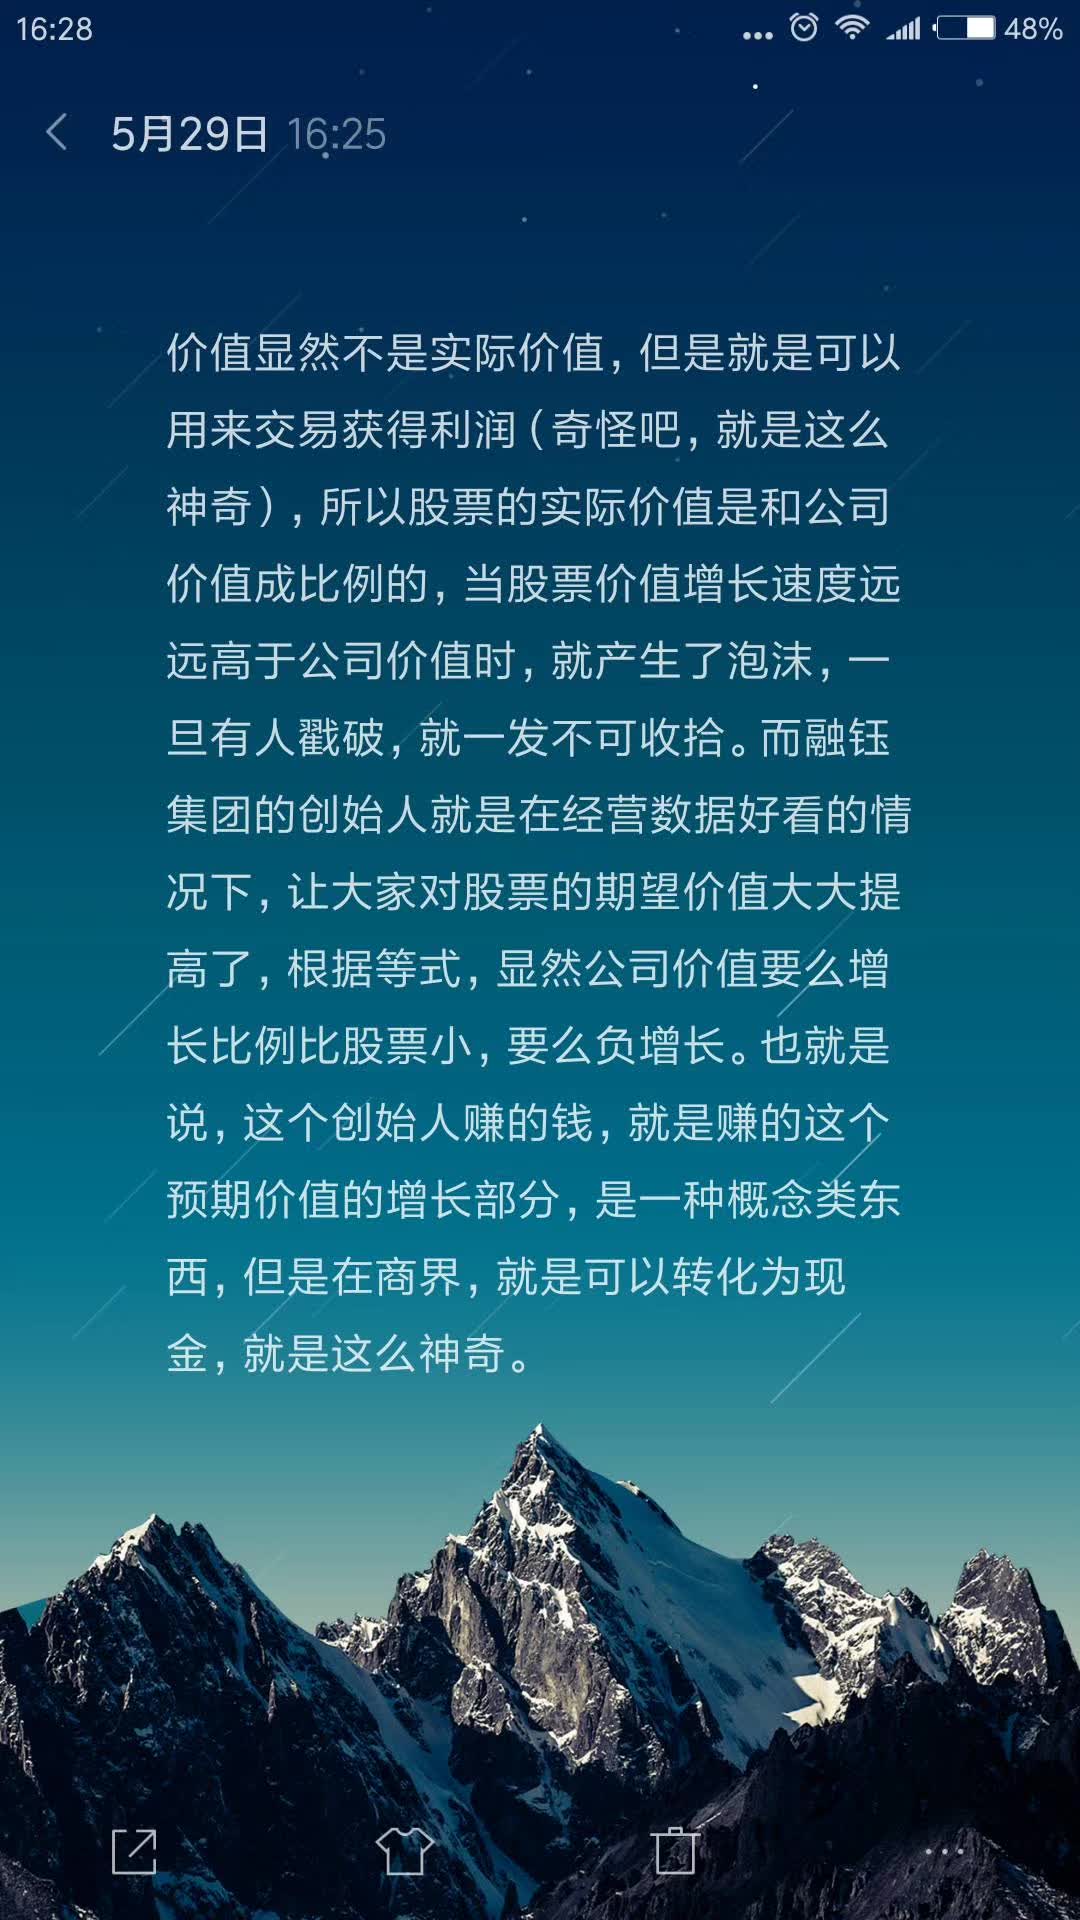 16:28
48%
5月29日 16:25
价值显然不是实际价值，但是就是可以
用来交易获得利润（奇怪吧，就是这么
神奇），所以股票的实际价值是和公司
价值成比例的，当股票价值增长速度远
远高于公司价值时，就产生了泡沫，一
旦有人戳破，就一发不可收拾。而融钰
集团的创始人就是在经营数据好看的情
况下，让大家对股票的期望价值大大提
高了，根据等式，显然公司价值要么增
长比例比股票小，要么负增长。也就是
说，这个创始人赚的钱，就是赚的这个
预期价值的增长部分，是一种概念类东
西，但是在商界，就是可以转化为现
金，就是这么神奇。